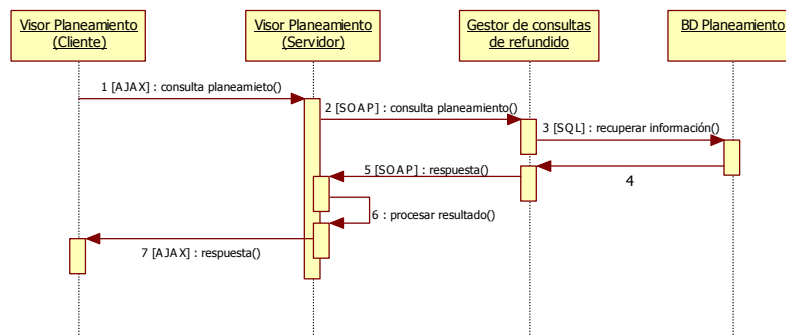 Visor Planeamiento
(Cliente)
Visor Planeamiento
(Servidor)
Gestor de consultas
de refundido
BD Planeamiento
1 [AJAX] : consulta planeamieto()
2 [SOAP] : consulta planeamiento()
3 [SQL] : recuperar información()
4
5 [SOAP] : respuesta()
6 : procesar resultado()
7 [AJAX] : respuesta()